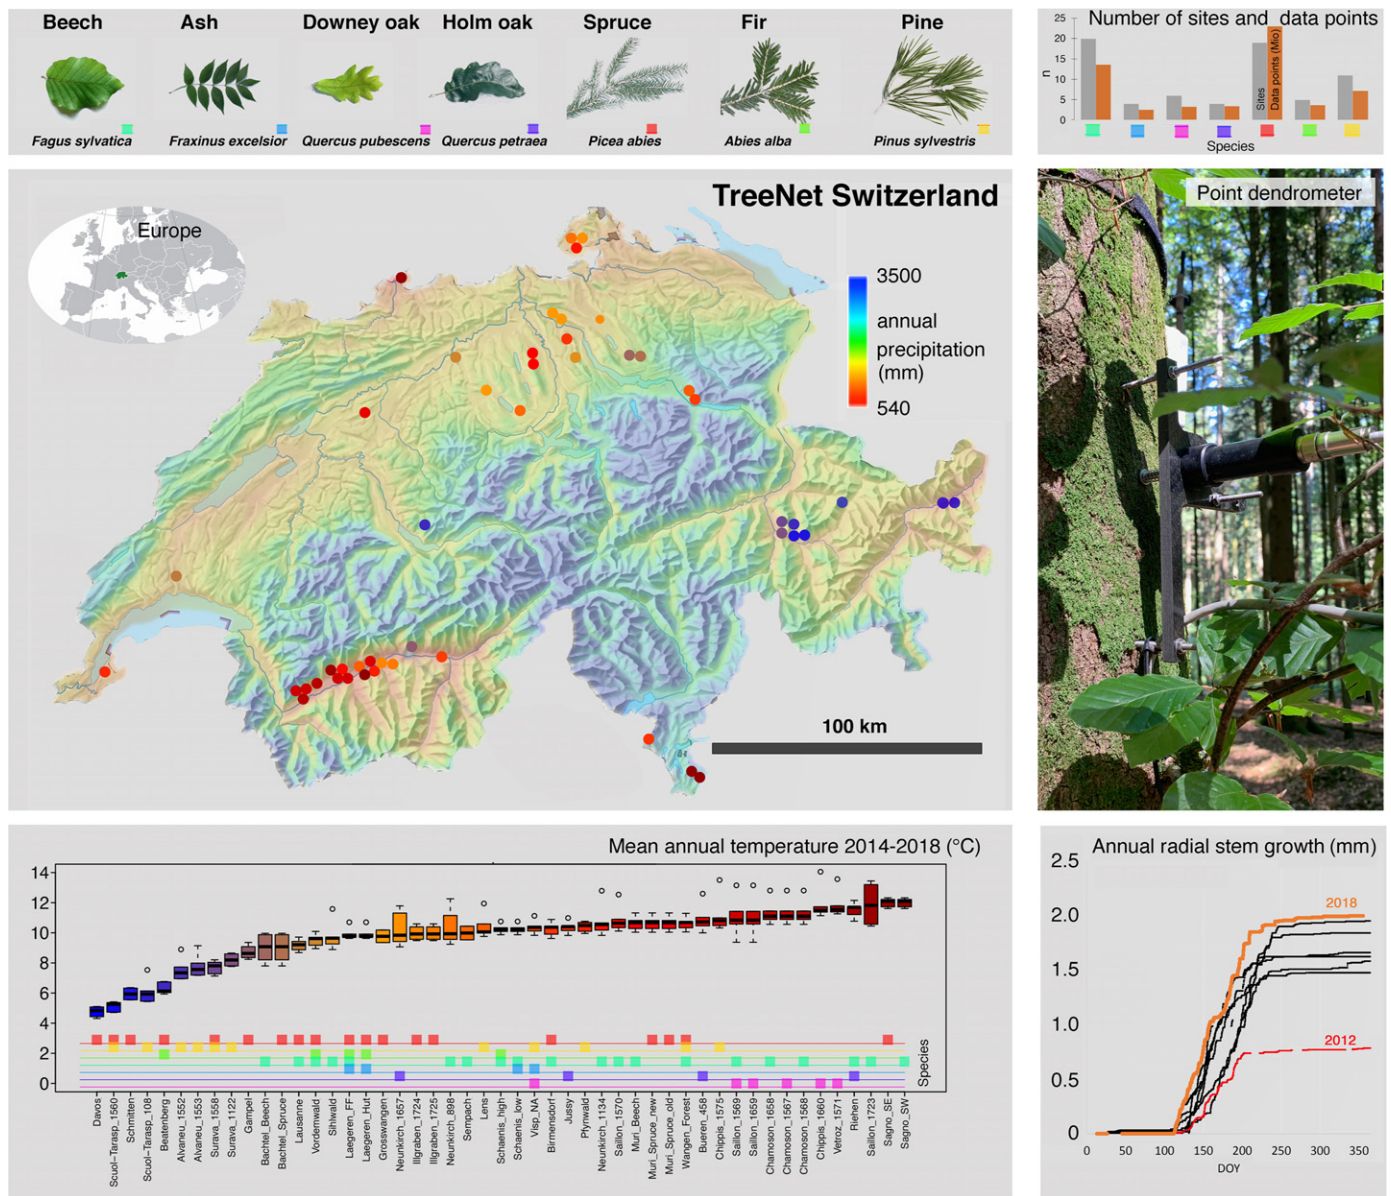 Beech Ash Downey oak Holm oak Spruce Fir Pine
Fagus sylvatica Fraxinus excelsior Quercus pubescens Quercus petraea Picea abies Abies alba Pinus sylvestris
Number of sites and data points
25
20
15
10
5
0
n
Sites
Data points (Mio)
Species
TreeNet Switzerland
Europe
3500
annual
precipitation
(mm)
540
100 km
Point dendrometer
Mean annual temperature 2014-2018 (°C)
14
12
10
8
6
4
2
0
Species
Davos
Scuol-Tarasp_1560
Schmitten
Scuol-Tarasp_108
Beatenberg
Alvaneu_1552
Alvaneu_1553
Surava_1558
Surava_1122
Gampel
Bachtel_Beech
Bachtel_Spruce
Lausanne
Vordemwald
Sihlwald
Laegeren_FF
Laegeren_Hut
Grosswangen
Neunkirch_1657
Illgraben_1724
Illgraben_1725
Neunkirch_898
Sempach
Lens
Schaenis_high
Schaenis_low
Visp_NA
Birmensdorf
Jussy
Pfynwald
Neunkirch_1134
Saillon_1570
Muri_Beech
Muri_Spruce_new
Muri_Spruce_old
Wangen_Forest
Bueren_458
Chippis_1575
Saillon_1569
Saillon_1659
Chamoson_1658
Chamoson_1567
Chamoson_1568
Chippis_1660
Vetroz_1571
Riehen
Saillon_1723
Sagno_SE
Sagno_SW
Annual radial stem growth (mm)
2.5
2.0
1.5
1.0
0.5
0
2018
2012
0 50 100 150 200 250 300 350
DOY